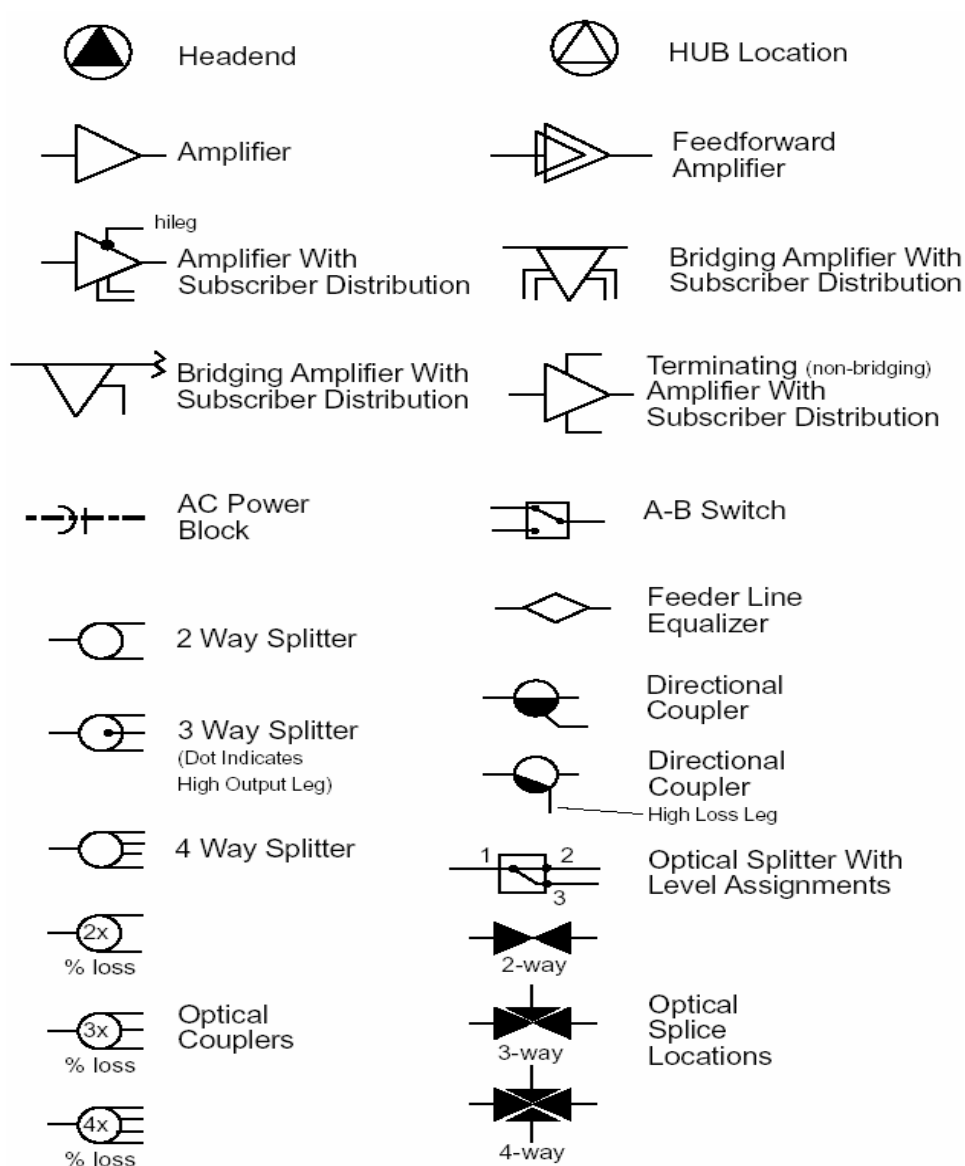 Headend
HUB Location
Amplifier
Feedforward
Amplifier
hileg
Amplifier With
Subscriber Distribution
Bridging Amplifier With
Subscriber Distribution
Bridging Amplifier With
Subscriber Distribution
Terminating (non-bridging)
Amplifier With
Subscriber Distribution
AC Power
Block
A-B Switch
Feeder Line
Equalizer
2 Way Splitter
Directional
Coupler
3 Way Splitter
(Dot Indicates
High Output Leg)
Directional
Coupler
High Loss Leg
4 Way Splitter
1 2
3
Optical Splitter With
Level Assignments
2x
% loss
2-way
3x
% loss
Optical
Couplers
3-way
Optical
Splice
Locations
4x
% loss
4-way